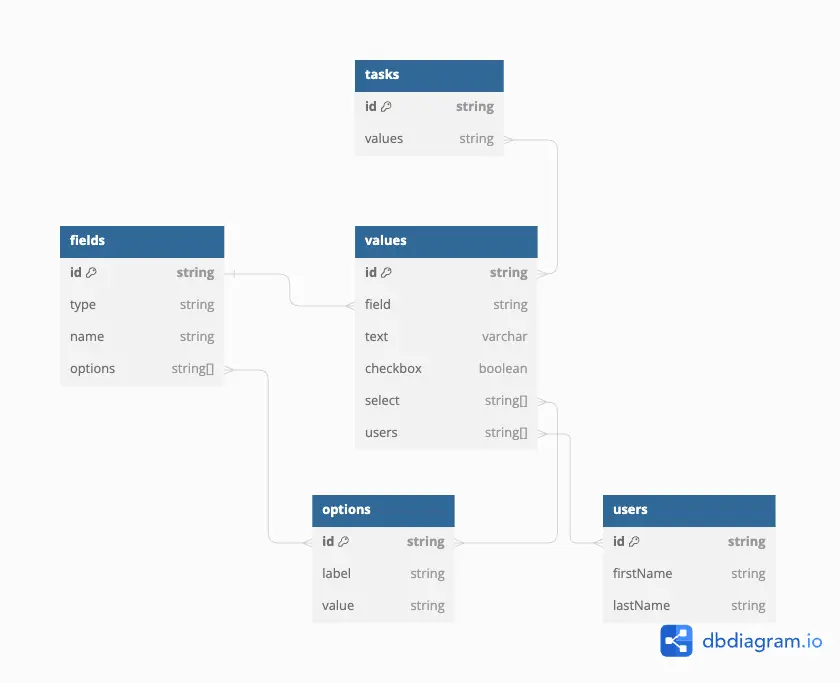 tasks
id string
values string
fields
id string
type string
name string
options string[]
values
id string
field string
text varchar
checkbox boolean
select string[]
users string[]
options
id string
label string
value string
users
id string
firstName string
lastName string
dbdiagram.io